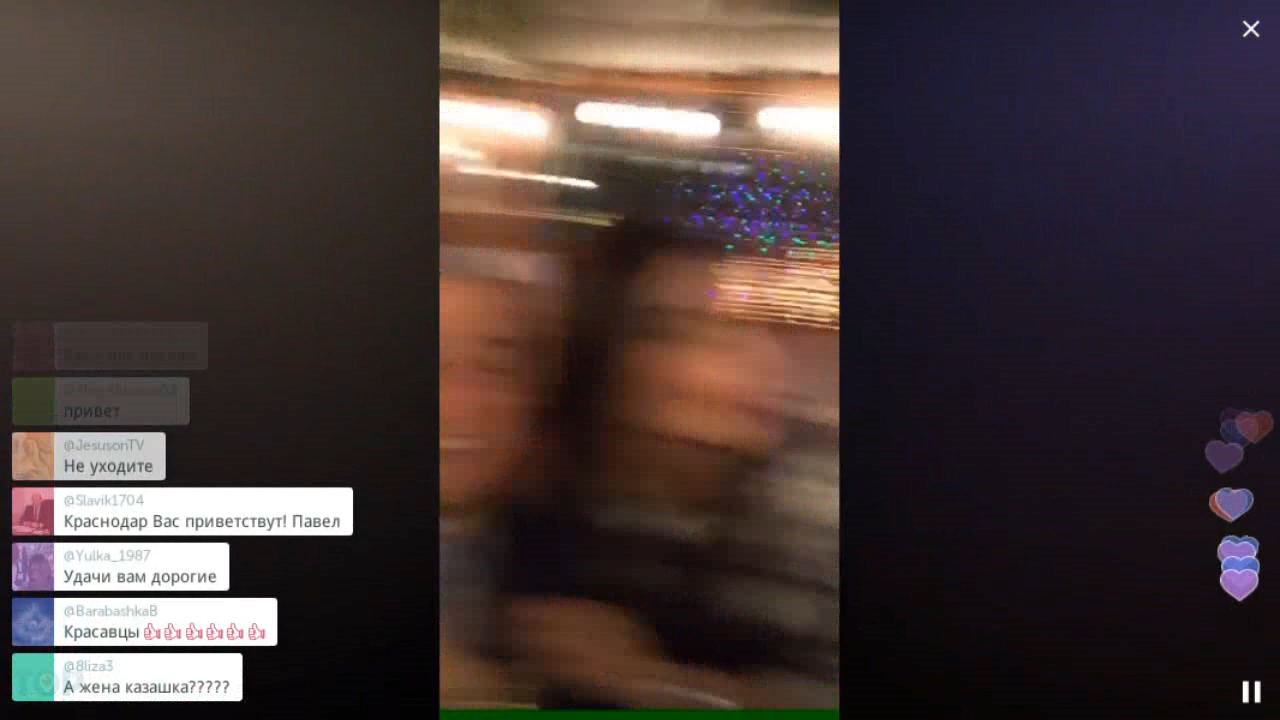 привет
@JesusonTV
Не уходите
@Slavik1704
Краснодар Вас приветствут! Павел
@Yulka_1987
Удачи вам дорогие
@BarabashkaB
Красавцы
@8liza3
А жена казашка?????